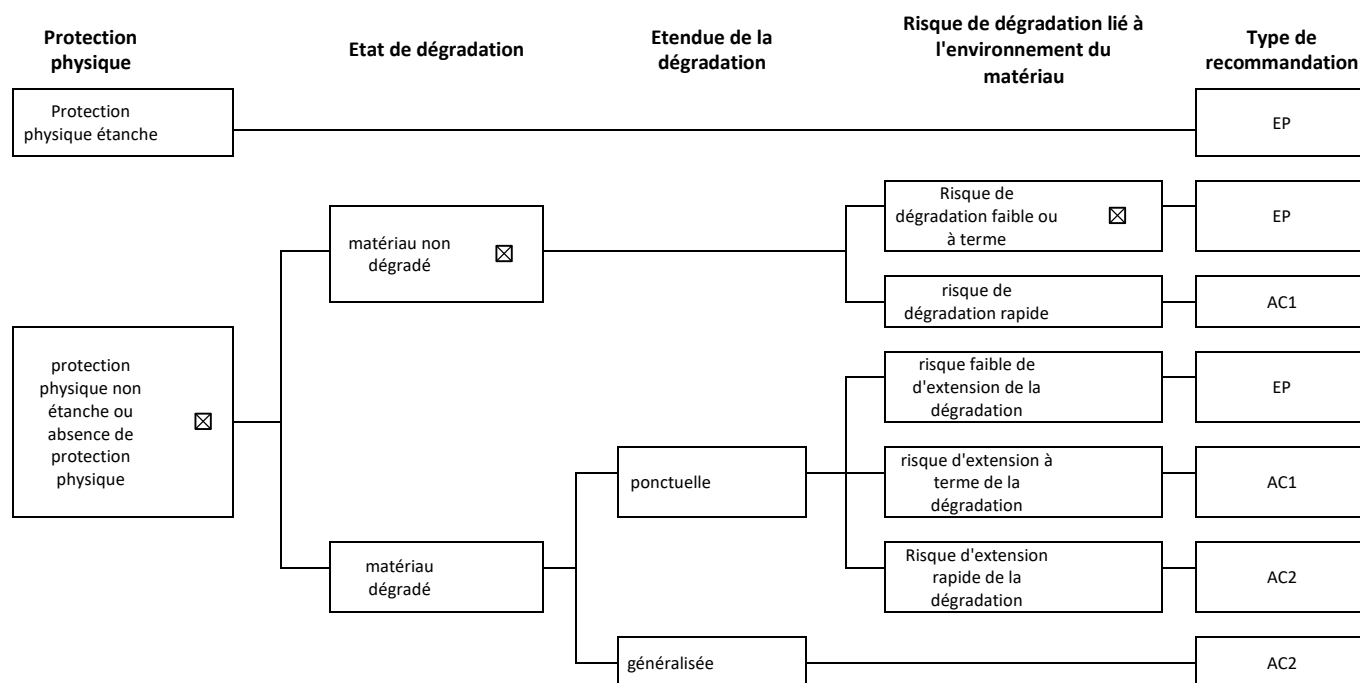 Protection
physique
Etat de dégradation
Etendue de la
dégradation
Risque de dégradation lié à
l'environnement du
matériau
Type de
recommandation
Protection
physique étanche
EP
matériau non
dégradé ☒
Risque de
dégradation faible ou ☒
à terme
EP
risque de
dégradation rapide
AC1
protection
physique non
étanche ou ☒
absence de
protection
physique
risque faible de
d'extension de la
dégradation
EP
ponctuelle
risque d'extension à
terme de la
dégradation
AC1
matériau
dégradé
Risque d'extension
rapide de la
dégradation
AC2
généralisée
AC2